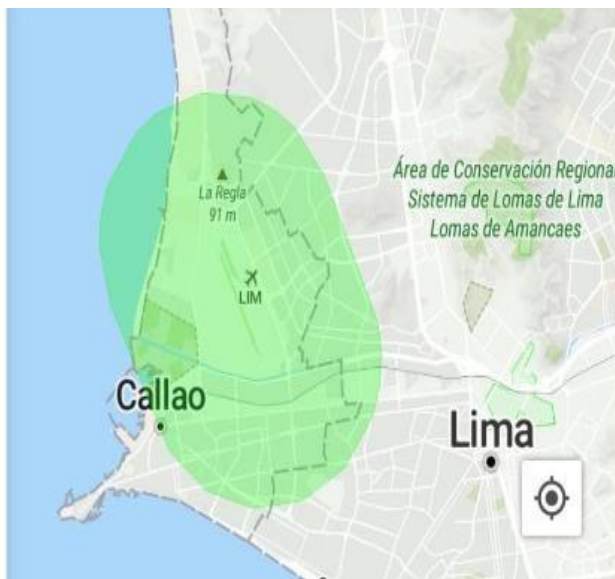 La Regla
91 m
Área de Conservación Regional
Sistema de Lomas de Lima
Lomas de Amancaes
LIM
Callao
Lima